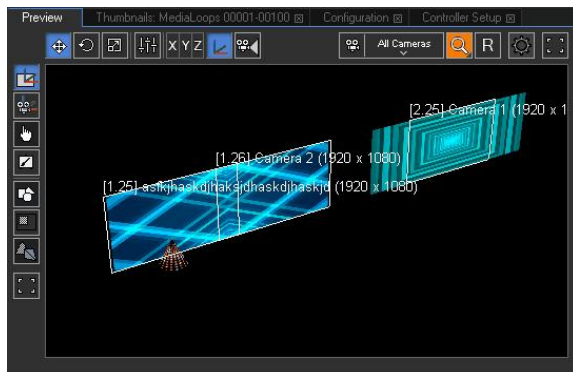 Preview Thumbnails: MediaLoops 00001-00100 Configuration Controller Setup
X Y Z All Cameras R
[2.25] Camera 1 (1920 x 1
[1.26] Camera 2 (1920 x 1080)
[1.25] asfkjhaskdjhaksjdhaskdjhaskjd (1920 x 1080)